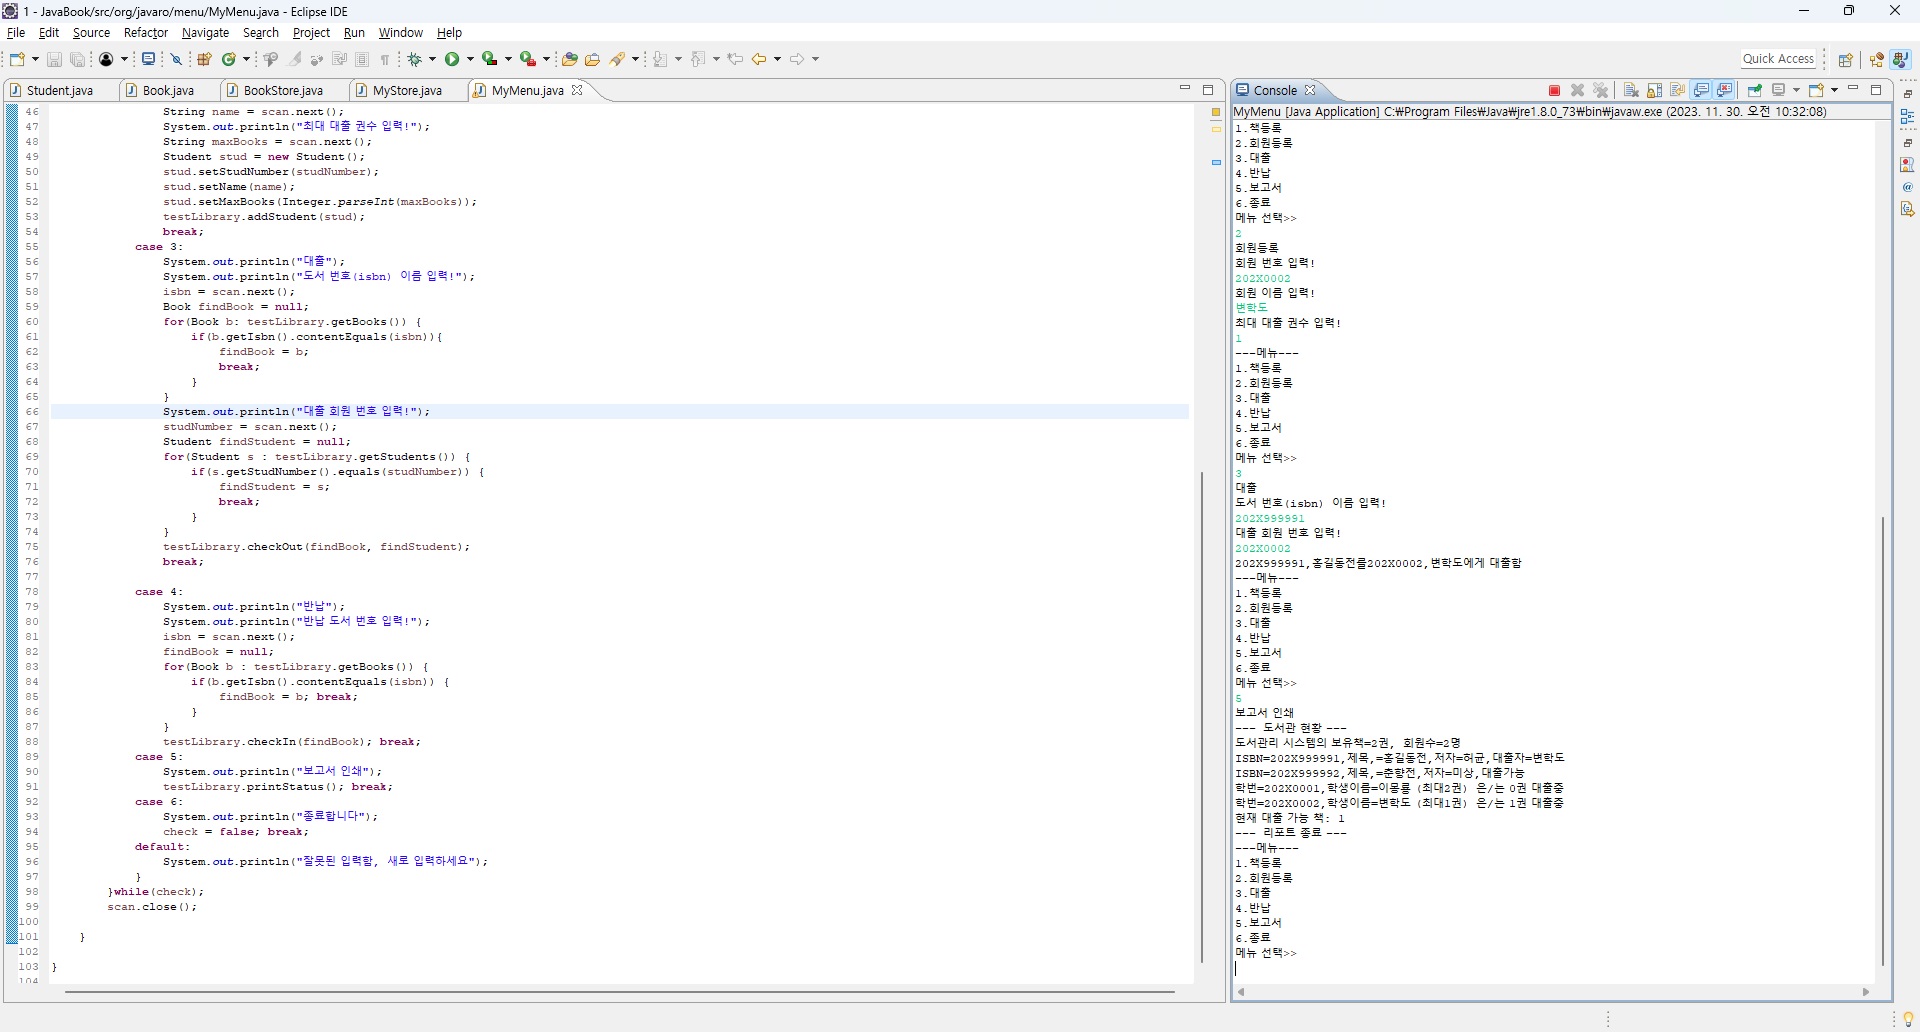 1 - JavaBook/src/org/javaro/menu/MyMenu.java - Eclipse IDE
File Edit Source Refactor Navigate Search Project Run Window Help
Quick Access
Student.java Book.java BookStore.java MyStore.java MyMenu.java
46 String name = scan.next();
47 System.out.println("최대 대출 권수 입력!");
48 String maxBooks = scan.next();
49 Student stud = new Student();
50 stud.setStudNumber(studNumber);
51 stud.setName(name);
52 stud.setMaxBooks(Integer.parseInt(maxBooks));
53 testLibrary.addStudent(stud);
54 break;
55 case 3:
56 System.out.println("대출");
57 System.out.println("도서 번호(isbn) 이름 입력!");
58 isbn = scan.next();
59 Book findBook = null;
60 for(Book b: testLibrary.getBooks()) {
61 if(b.getIsbn().contentEquals(isbn)){
62 findBook = b;
63 break;
64 }
65 }
66 System.out.println("대출 회원 번호 입력!");
67 studNumber = scan.next();
68 Student findStudent = null;
69 for(Student s : testLibrary.getStudents()) {
70 if(s.getStudNumber().equals(studNumber)) {
71 findStudent = s;
72 break;
73 }
74 }
75 testLibrary.checkOut(findBook, findStudent);
76 break;
77
78 case 4:
79 System.out.println("반납");
80 System.out.println("반납 도서 번호 입력!");
81 isbn = scan.next();
82 findBook = null;
83 for(Book b : testLibrary.getBooks()) {
84 if(b.getIsbn().contentEquals(isbn)) {
85 findBook = b; break;
86 }
87 }
88 testLibrary.checkIn(findBook); break;
89 case 5:
90 System.out.println("보고서 인쇄");
91 testLibrary.printStatus(); break;
92 case 6:
93 System.out.println("종료합니다");
94 check = false; break;
95 default:
96 System.out.println("잘못된 입력함, 새로 입력하세요");
97 }
98 }while(check);
99 scan.close();
100
101 }
102
103 }
104
Console
MyMenu [Java Application] C:₩Program Files₩Java₩jre1.8.0_73₩bin₩javaw.exe (2023. 11. 30. 오전 10:32:08)
1.책등록
2.회원등록
3.대출
4.반납
5.보고서
6.종료
메뉴 선택>>
2
회원등록
회원 번호 입력!
202X0002
회원 이름 입력!
변학도
최대 대출 권수 입력!
1
---메뉴---
1.책등록
2.회원등록
3.대출
4.반납
5.보고서
6.종료
메뉴 선택>>
3
대출
도서 번호(isbn) 이름 입력!
202X999991
대출 회원 번호 입력!
202X0002
202X999991,홍길동전를202X0002,변학도에게 대출함
---메뉴---
1.책등록
2.회원등록
3.대출
4.반납
5.보고서
6.종료
메뉴 선택>>
5
보고서 인쇄
--- 도서관 현황 ---
도서관리 시스템의 보유책=2권, 회원수=2명
ISBN=202X999991,제목,=홍길동전,저자=허균,대출자=변학도
ISBN=202X999992,제목,=춘향전,저자=미상,대출가능
학번=202X0001,학생이름=이몽룡 (최대2권) 은/는 0권 대출중
학번=202X0002,학생이름=변학도 (최대1권) 은/는 1권 대출중
현재 대출 가능 책: 1
--- 리포트 종료 ---
---메뉴---
1.책등록
2.회원등록
3.대출
4.반납
5.보고서
6.종료
메뉴 선택>>